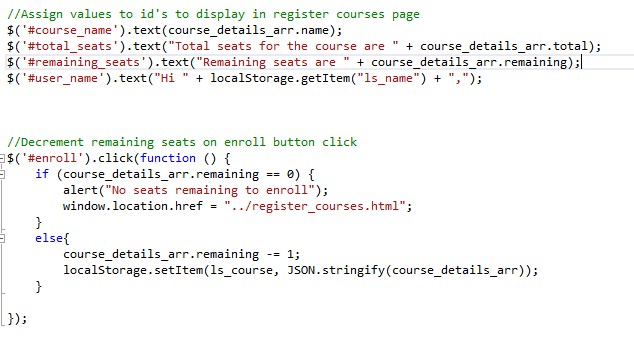 //Assign values to id's to display in register courses page
$('#course_name').text(course_details_arr.name);
$('#total_seats').text("Total seats for the course are " + course_details_arr.total);
$('#remaining_seats').text("Remaining seats are " + course_details_arr.remaining);
$('#user_name').text("Hi " + localStorage.getItem("ls_name") + ",");
//Decrement remaining seats on enroll button click
$('#enroll').click(function () {
if (course_details_arr.remaining == 0) {
alert("No seats remaining to enroll");
window.location.href = "../register_courses.html";
}
else{
course_details_arr.remaining -= 1;
localStorage.setItem(ls_course, JSON.stringify(course_details_arr));
}
});